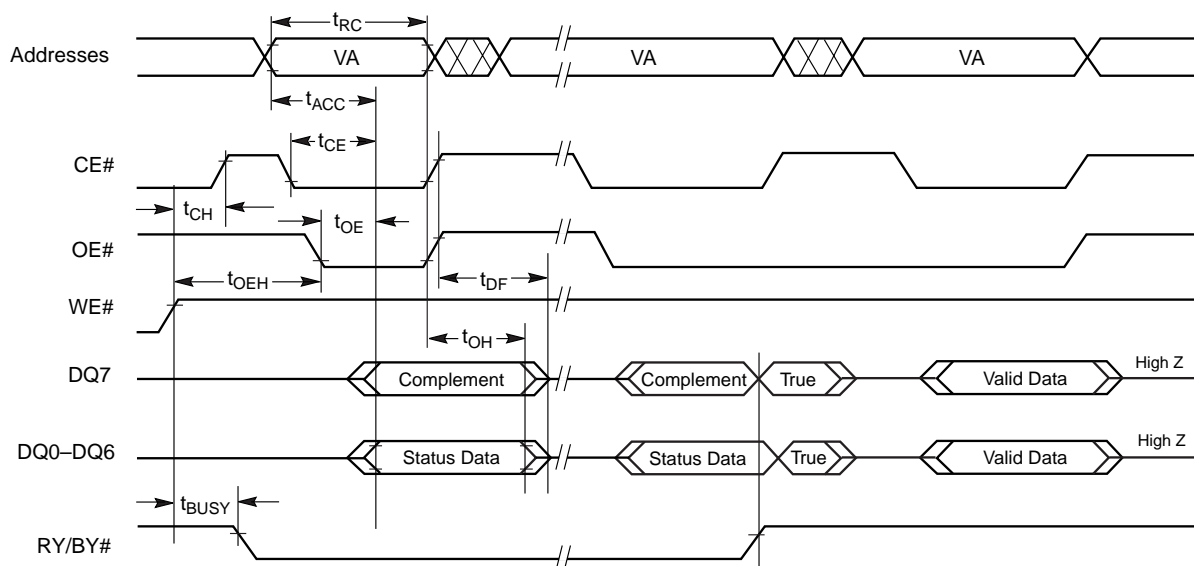 tRC
Addresses
VA
VA
VA
tACC
tCE
CE#
tCH
tOE
OE#
tOEH
tDF
WE#
tOH
DQ7
Complement
Complement
True
Valid Data
High Z
DQ0–DQ6
Status Data
Status Data
True
Valid Data
High Z
tBUSY
RY/BY#